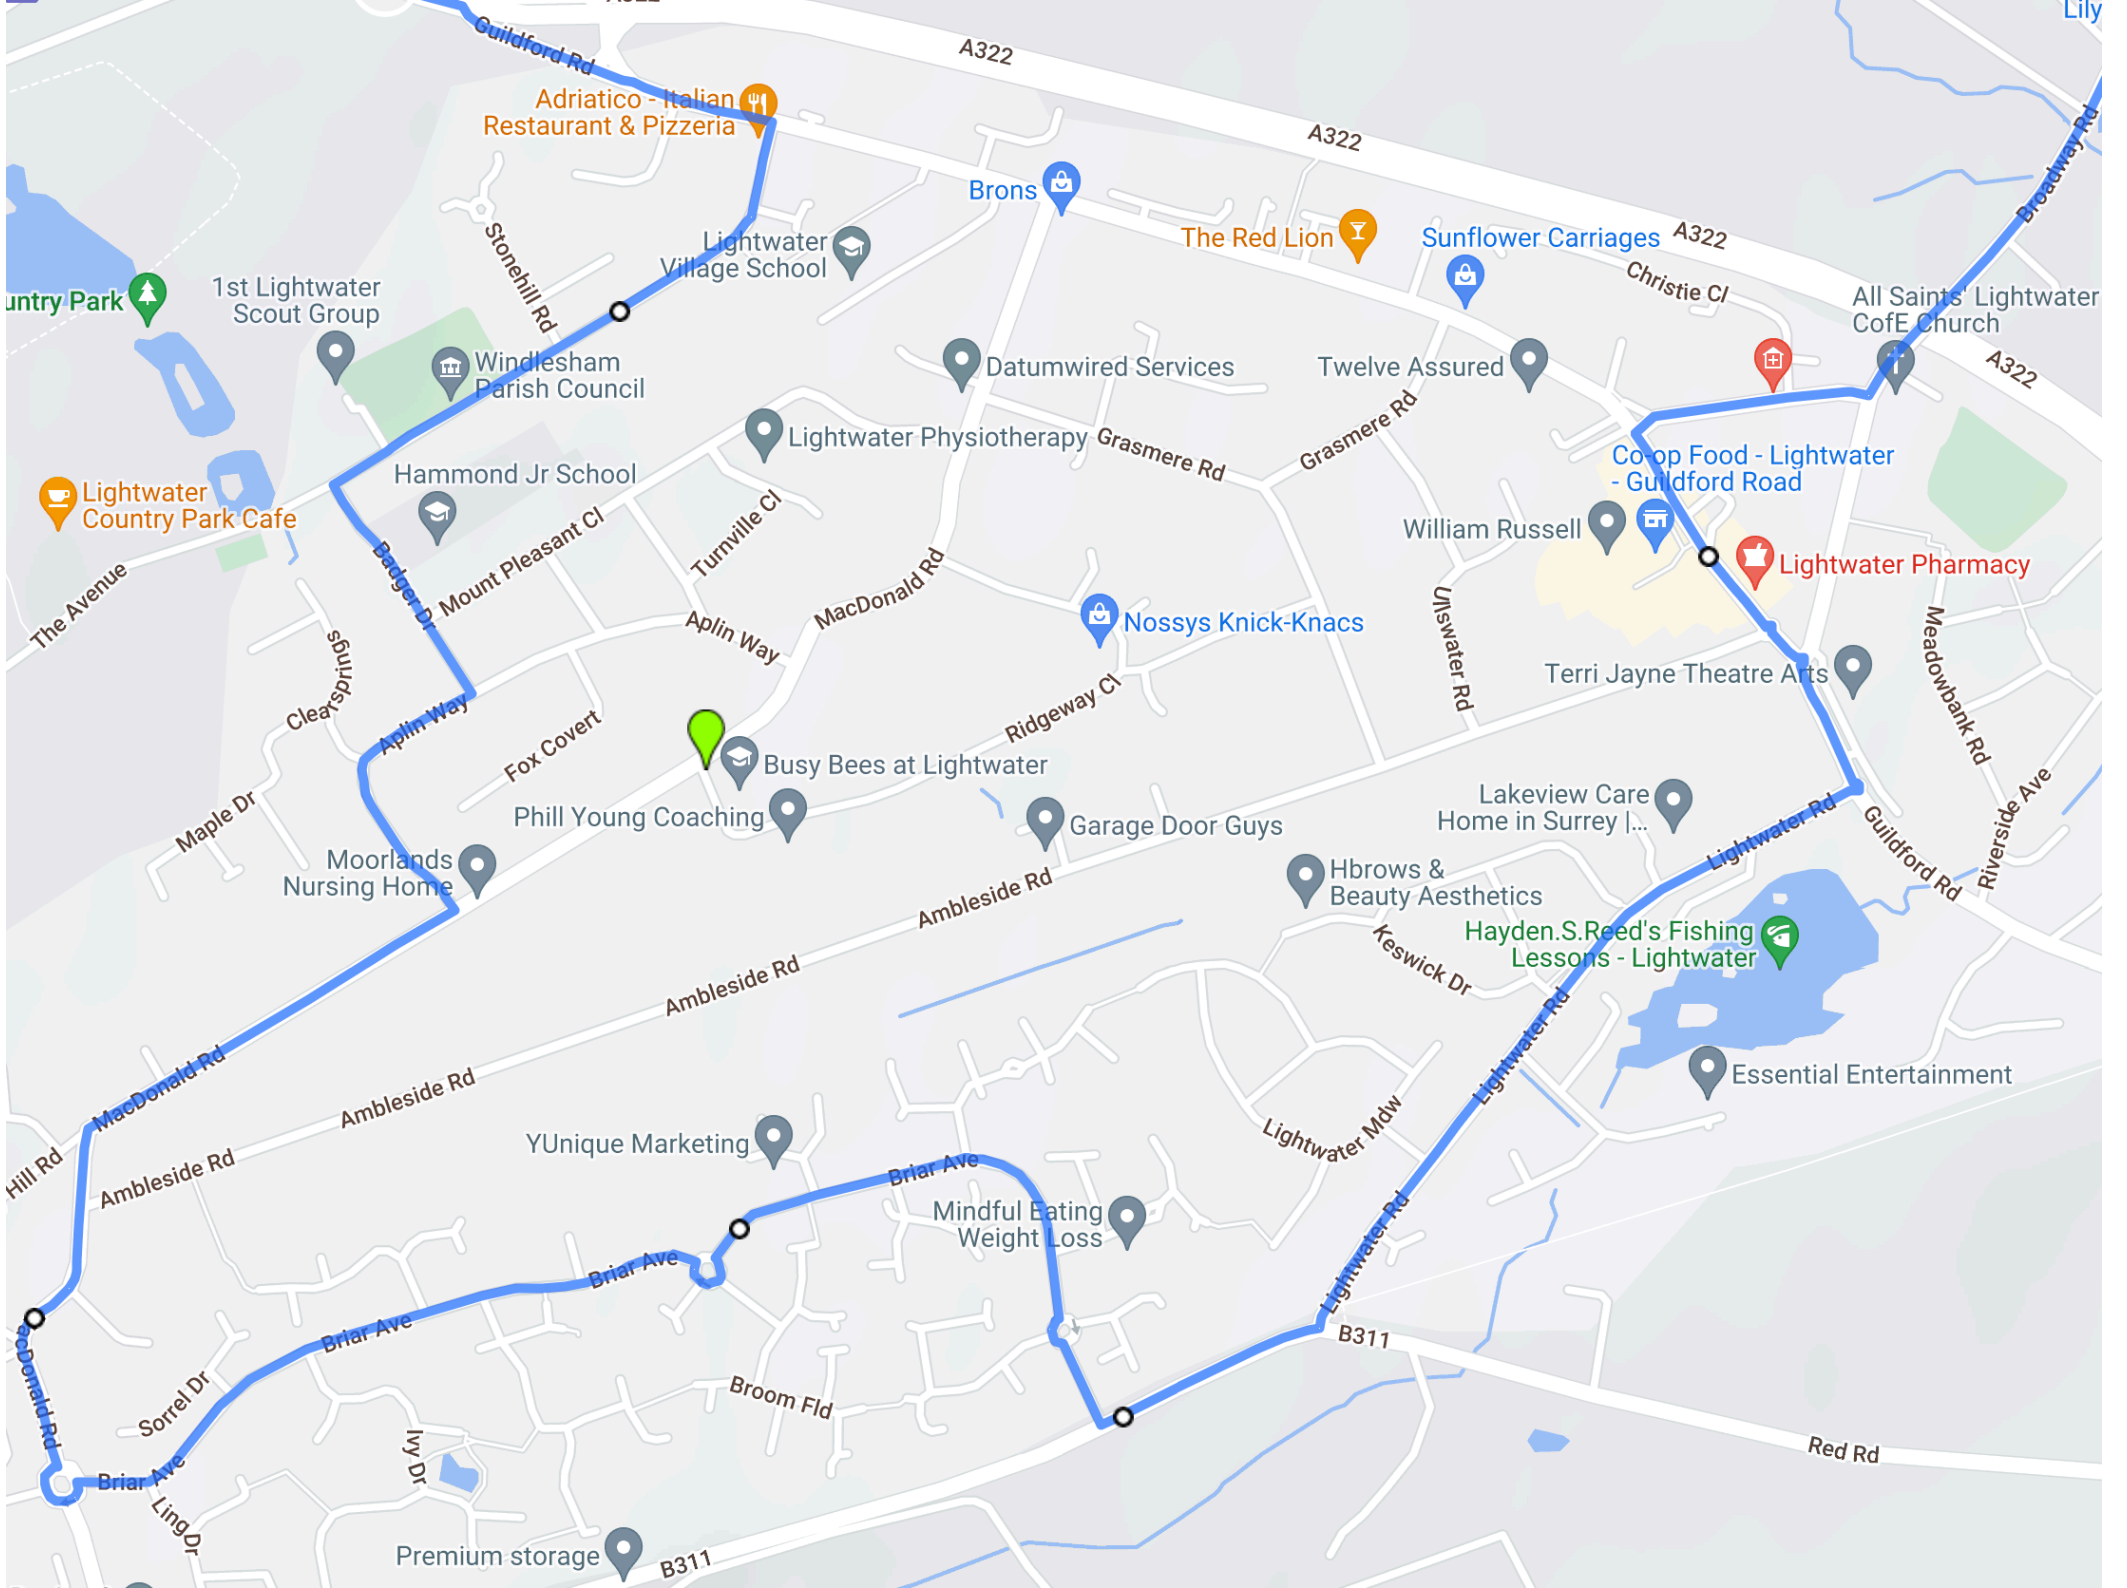 A322
Guildford Rd
A322
Lily
Adriatico - Italian
Restaurant & Pizzeria
A322
Broadway Rd
Brons
The Red Lion
Sunflower Carriages
A322
Stonehill Rd
Lightwater
Village School
Christie Cl
untry Park
1st Lightwater
Scout Group
All Saints' Lightwater
CofE Church
Windlesham
Parish Council
Datumwired Services
Twelve Assured
A322
Lightwater Physiotherapy
Grasmere Rd
Grasmere Rd
Co-op Food - Lightwater
- Guildford Road
Hammond Jr School
Lightwater
Country Park Cafe
Turnville Cl
William Russell
Mount Pleasant Cl
Badger Dr
MacDonald Rd
Lightwater Pharmacy
The Avenue
Ullswater Rd
Nossys Knick-Knacs
Aplin Way
Meadowbank Rd
Clearsprings
Terri Jayne Theatre Arts
Aplin Way
Ridgeway Cl
Fox Covert
Busy Bees at Lightwater
Phill Young Coaching
Garage Door Guys
Lakeview Care
Home in Surrey |...
Lightwater Rd
Riverside Ave
Guildford Rd
Maple Dr
Moorlands
Nursing Home
Hbrows &
Beauty Aesthetics
Ambleside Rd
Hayden.S.Reed's Fishing
Lessons - Lightwater
Keswick Dr
Ambleside Rd
Lightwater Rd
Essential Entertainment
MacDonald Rd
Ambleside Rd
Lightwater Mdw
YUnique Marketing
Hill Rd
Ambleside Rd
Briar Ave
Mindful Eating
Weight Loss
Lightwater Rd
Lightwater Rd
Briar Ave
Briar Ave
B311
acDonald Rd
Sorrel Dr
Broom Fld
Ivy Dr
Red Rd
Briar Ave
Ling Dr
Premium storage
B311